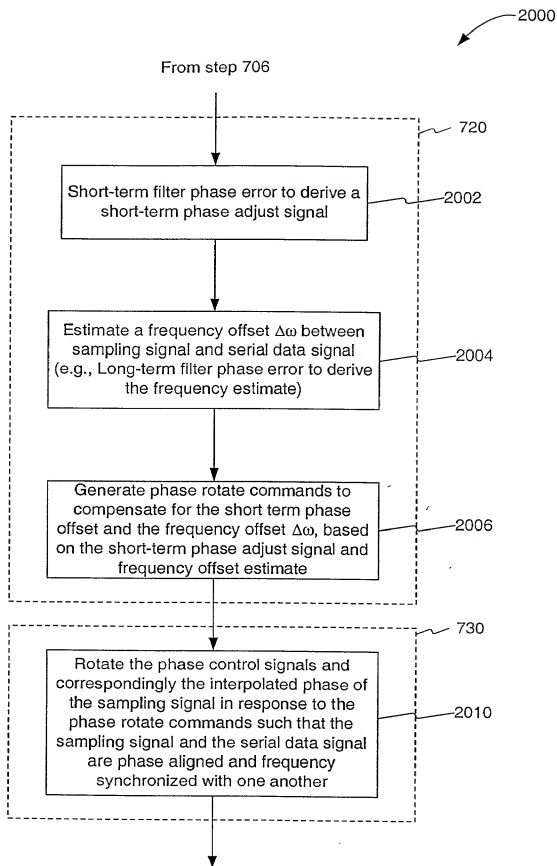 2000
From step 706
720
Short-term filter phase error to derive a
short-term phase adjust signal
2002
Estimate a frequency offset Δω between
sampling signal and serial data signal
(e.g., Long-term filter phase error to derive
the frequency estimate)
2004
Generate phase rotate commands to
compensate for the short term phase
offset and the frequency offset Δω, based
on the short-term phase adjust signal and
frequency offset estimate
2006
730
Rotate the phase control signals and
correspondingly the interpolated phase of
the sampling signal in response to the
phase rotate commands such that the
sampling signal and the serial data signal
are phase aligned and frequency
synchronized with one another
2010